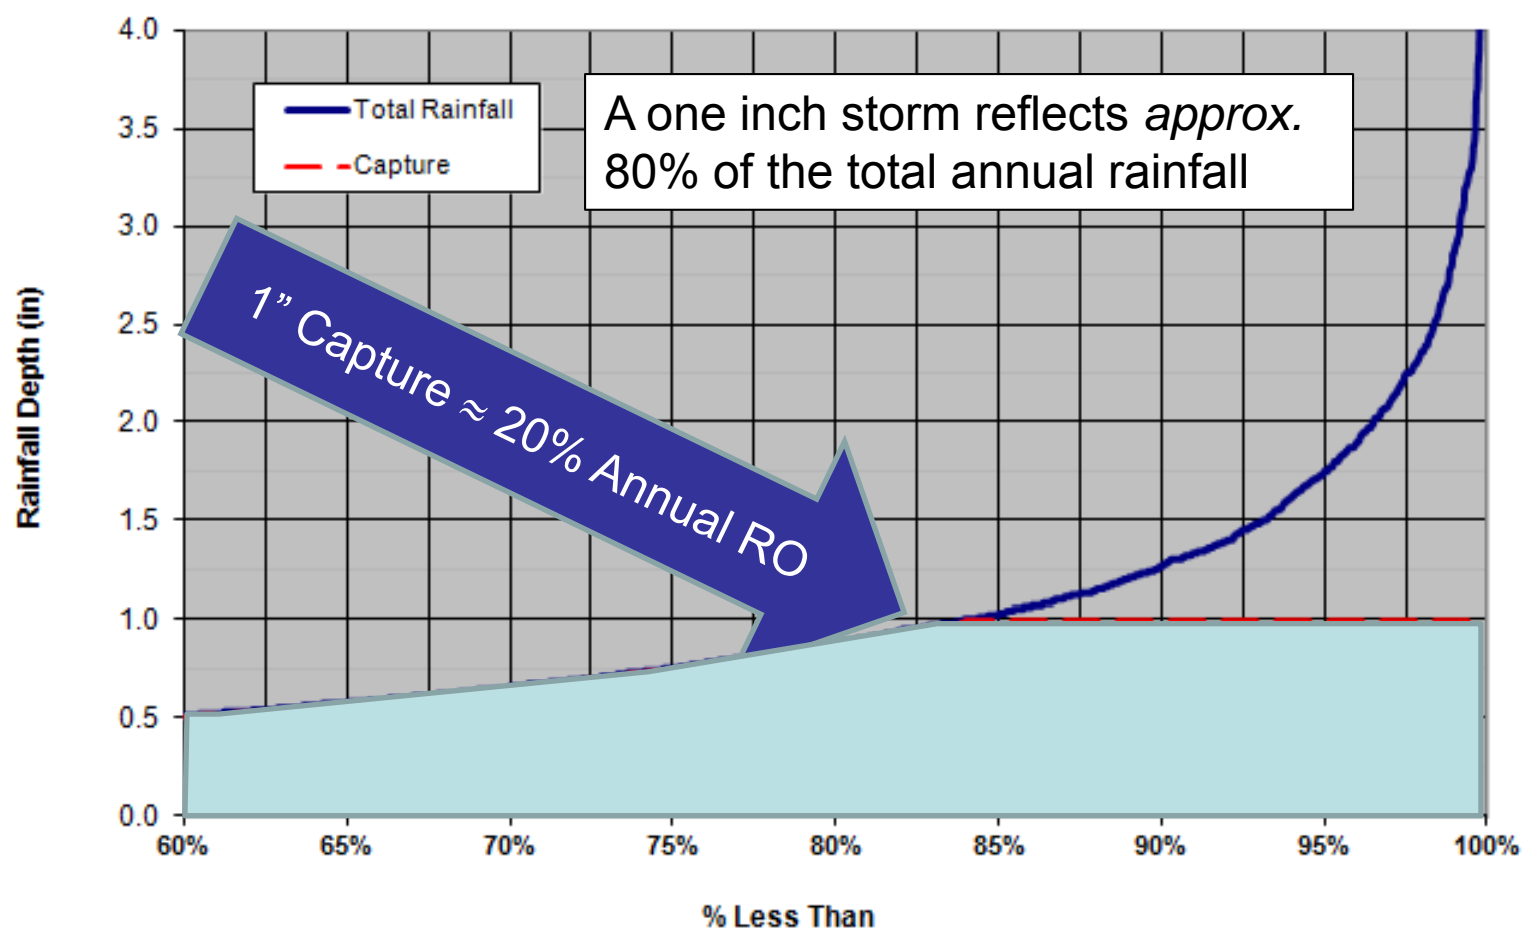 4.0
3.5
3.0
2.5
2.0
1.5
1.0
0.5
0.0
Rainfall Depth (in)
Total Rainfall
Capture
A one inch storm reflects approx.
80% of the total annual rainfall
1” Capture ≈ 20% Annual RO
60% 65% 70% 75% 80% 85% 90% 95% 100%
% Less Than